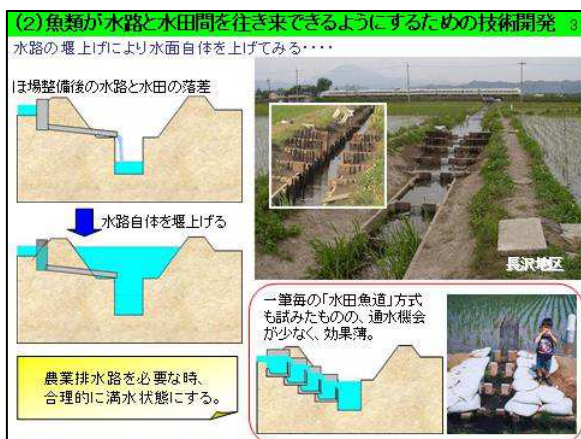 (2)魚類が水路と水田間を往き来できるようにするための技術開発 3
水路の堰上げにより水面自体を上げてみる・・・・
ほ場整備後の水路と水田の落差
水路自体を堰上げる
長沢地区
一筆毎の「水田魚道」方式
も試みたものの、通水機会
が少なく、効果薄。
農業排水路を必要な時、
合理的に満水状態にする。